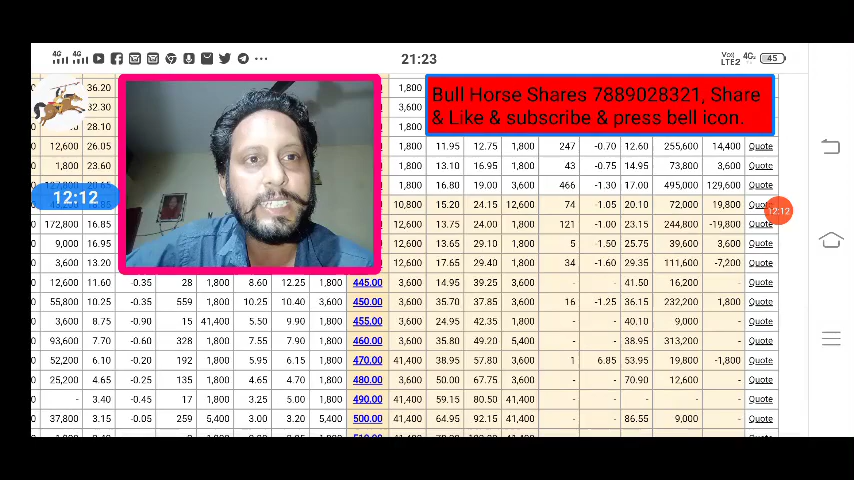 4G 4G 21:23 Vo) LTE2 4G 45
36.20 1,800
Bull Horse Shares 7889028321, Share
& Like & subscribe & press bell icon.
32.30 3,600
28.10 1,800
12,600 26.05 1,800 11.95 12.75 1,800 247 -0.70 12.60 255,600 14,400 Quote
1,800 23.60 1,800 13.10 16.95 1,800 43 -0.75 14.95 73,800 3,600 Quote
127,800 20.65 1,800 16.80 19.00 3,600 466 -1.30 17.00 495,000 129,600 Quote
12:12
10,800 15.20 24.15 12,600 74 -1.05 20.10 72,000 19,800
12:12
172,800 16.85 12,600 13.75 24.00 1,800 121 -1.00 23.15 244,800 -19,800 Quote
9,000 16.95 12,600 13.65 29.10 1,800 5 -1.50 25.75 39,600 3,600 Quote
3,600 13.20 12,600 17.65 29.40 1,800 34 -1.60 29.35 111,600 -7,200 Quote
12,600 11.60 -0.35 28 1,800 8.60 12.25 1,800 445.00 3,600 14.95 39.25 3,600 - - 41.50 16,200 - Quote
55,800 10.25 -0.35 559 1,800 10.25 10.40 3,600 450.00 3,600 35.70 37.85 3,600 16 -1.25 36.15 232,200 1,800 Quote
3,600 8.75 -0.90 15 41,400 5.50 9.90 1,800 455.00 3,600 24.95 42.35 1,800 - - 40.10 9,000 - Quote
93,600 7.70 -0.60 328 1,800 7.55 7.90 1,800 460.00 3,600 35.80 49.20 5,400 - - 38.95 313,200 - Quote
52,200 6.10 -0.20 192 1,800 5.95 6.15 1,800 470.00 41,400 38.95 57.80 3,600 1 6.85 53.95 19,800 -1,800 Quote
25,200 4.65 -0.25 135 1,800 4.65 4.70 1,800 480.00 3,600 50.00 67.75 3,600 - - 70.90 12,600 - Quote
- 3.40 -0.45 17 1,800 3.25 5.00 1,800 490.00 41,400 59.15 80.50 41,400 - - - - - Quote
37,800 3.15 -0.05 259 5,400 3.00 3.20 5,400 500.00 41,400 64.95 92.15 41,400 - - 86.55 9,000 - Quote